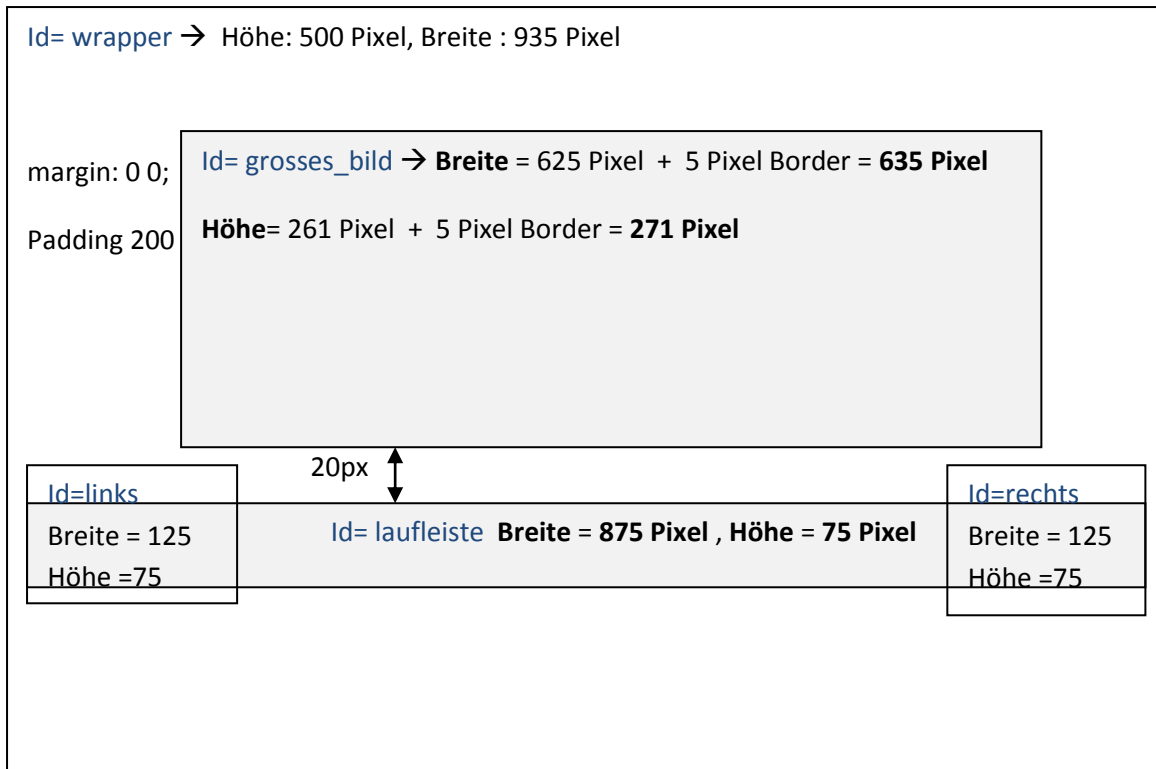 Id= wrapper → Höhe: 500 Pixel, Breite : 935 Pixel
margin: 0 0;
Padding 200
Id= grosses_bild → Breite = 625 Pixel + 5 Pixel Border = 635 Pixel
Höhe= 261 Pixel + 5 Pixel Border = 271 Pixel
20px
Id=links
Breite = 125
Höhe =75
Id= laufleiste Breite = 875 Pixel , Höhe = 75 Pixel
Id=rechts
Breite = 125
Höhe =75